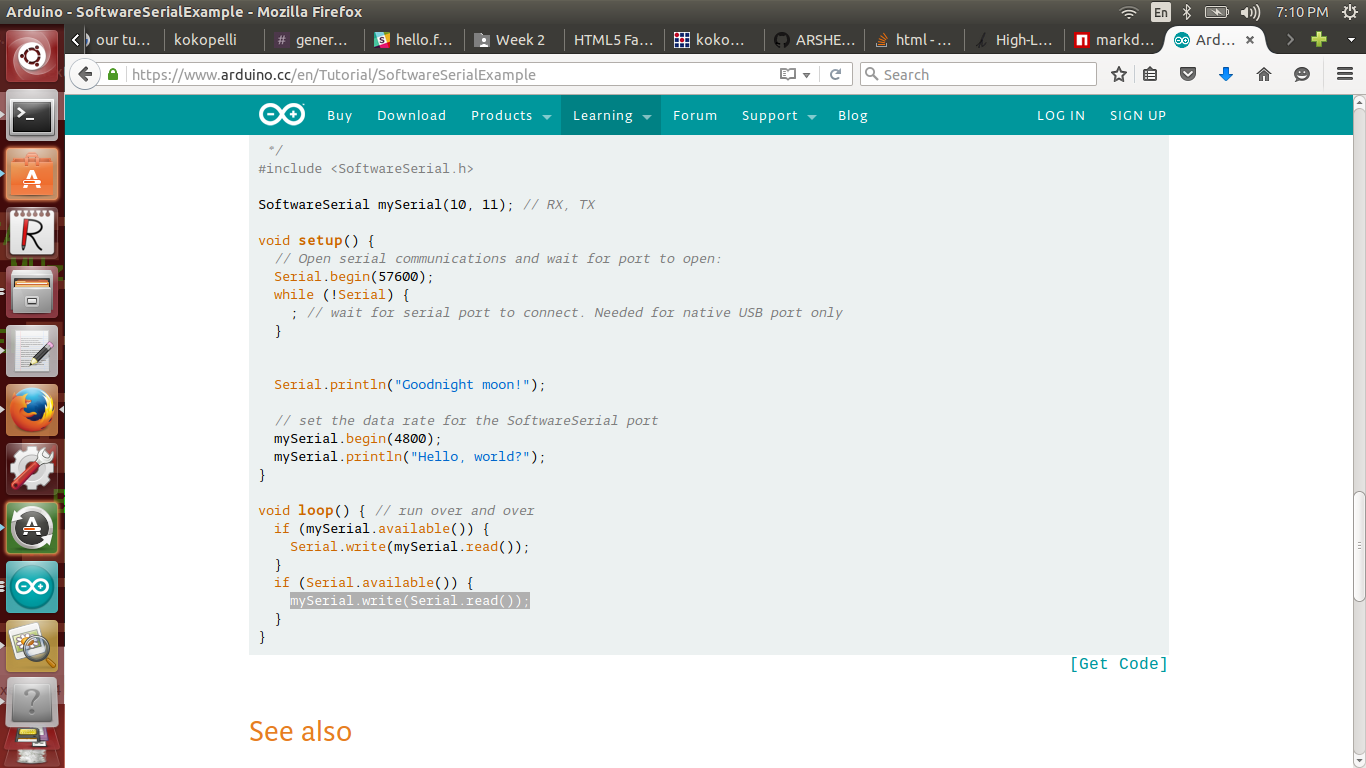 Arduino - SoftwareSerialExample - Mozilla Firefox
En
7:10 PM
our tu...
kokopelli
# gener...
hello.f...
Week 2
HTML5 Fa...
koko...
ARSHE...
html - ...
High-L...
markd...
Ard...
https://www.arduino.cc/en/Tutorial/SoftwareSerialExample
Search
Buy
Download
Products
Learning
Forum
Support
Blog
LOG IN
SIGN UP
*/
#include <SoftwareSerial.h>
SoftwareSerial mySerial(10, 11); // RX, TX
void setup() {
// Open serial communications and wait for port to open:
Serial.begin(57600);
while (!Serial) {
; // wait for serial port to connect. Needed for native USB port only
}
Serial.println("Goodnight moon!");
// set the data rate for the SoftwareSerial port
mySerial.begin(4800);
mySerial.println("Hello, world?");
}
void loop() { // run over and over
if (mySerial.available()) {
Serial.write(mySerial.read());
}
if (Serial.available()) {
mySerial.write(Serial.read());
}
}
[Get Code]
See also